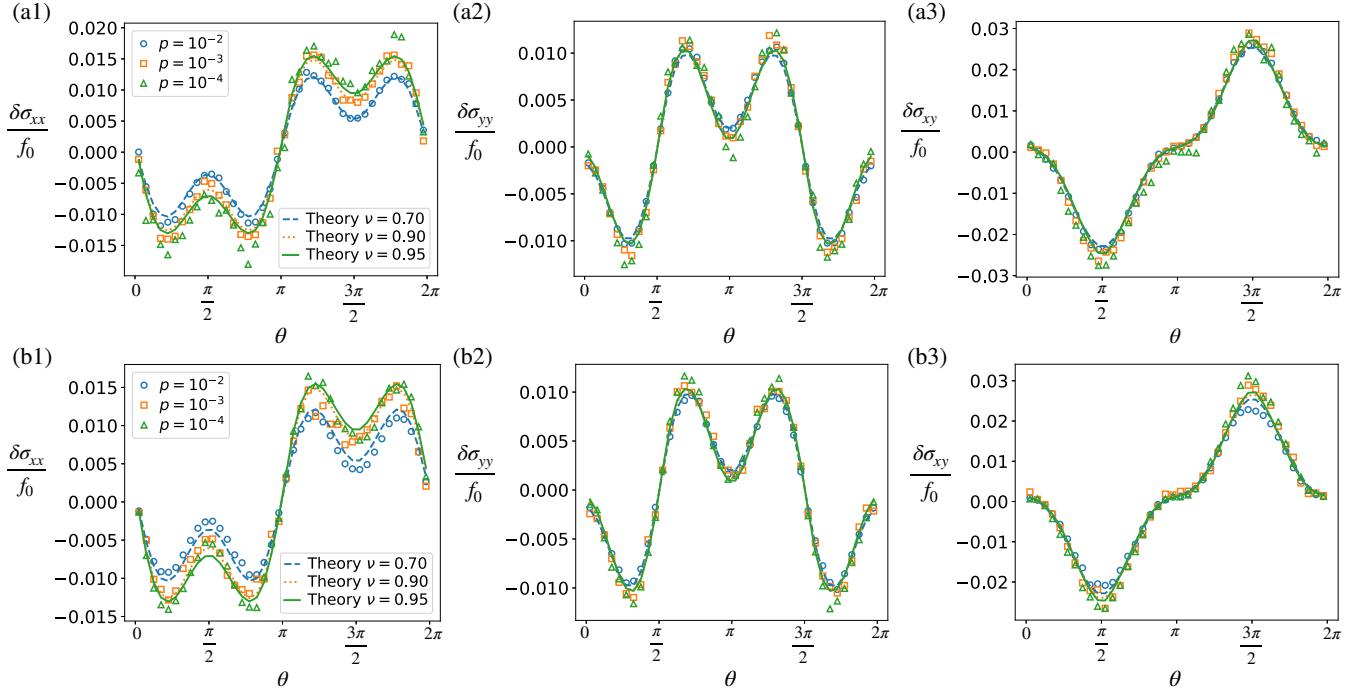 (a1)
0.020
0.015
0.010
0.005
0.000
−0.005
−0.010
−0.015
δσxx
f0
p = 10−2
p = 10−3
p = 10−4
Theory ν = 0.70
Theory ν = 0.90
Theory ν = 0.95
0
π
2
π
3π
2
2π
θ
(a2)
0.010
0.005
0.000
−0.005
−0.010
δσyy
f0
0
π
2
π
3π
2
2π
θ
(a3)
0.03
0.02
0.01
0.00
−0.01
−0.02
−0.03
δσxy
f0
0
π
2
π
3π
2
2π
θ
(b1)
0.015
0.010
0.005
0.000
−0.005
−0.010
−0.015
δσxx
f0
p = 10−2
p = 10−3
p = 10−4
Theory ν = 0.70
Theory ν = 0.90
Theory ν = 0.95
0
π
2
π
3π
2
2π
θ
(b2)
0.010
0.005
0.000
−0.005
−0.010
δσyy
f0
0
π
2
π
3π
2
2π
θ
(b3)
0.03
0.02
0.01
0.00
−0.01
−0.02
δσxy
f0
0
π
2
π
3π
2
2π
θ